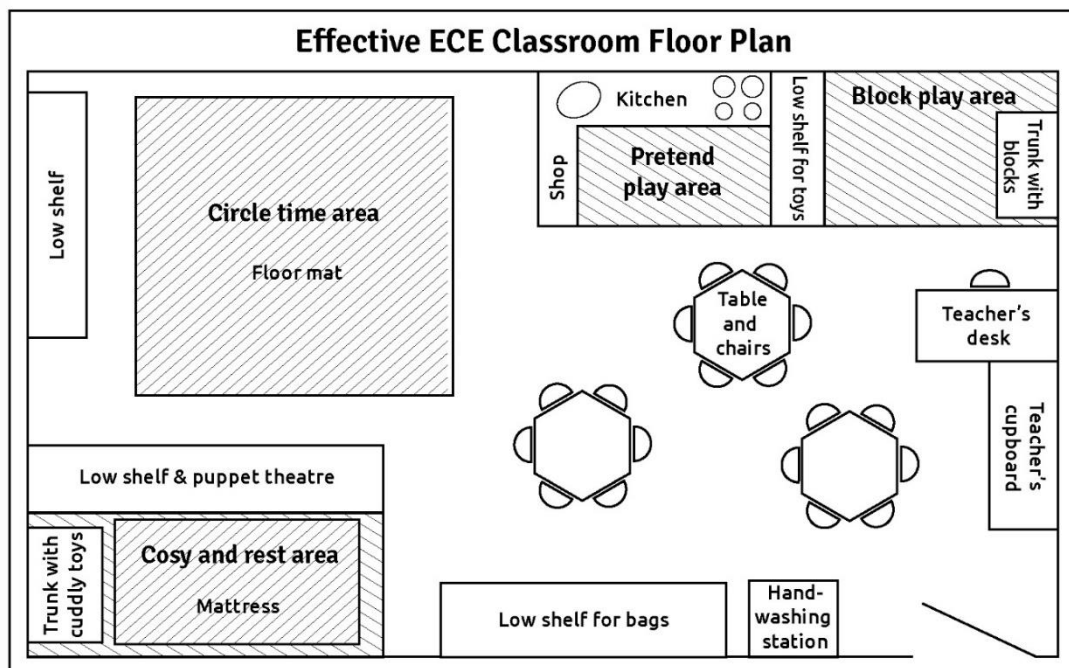 Effective ECE Classroom Floor Plan
Low shelf
Circle time area
Floor mat
Kitchen
Shop
Pretend
play area
Low shelf for toys
Block play area
Trunk with
blocks
Table
and
chairs
Teacher's
desk
Teacher's
cupboard
Low shelf & puppet theatre
Trunk with
cuddly toys
Cosy and rest area
Mattress
Low shelf for bags
Hand-
washing
station